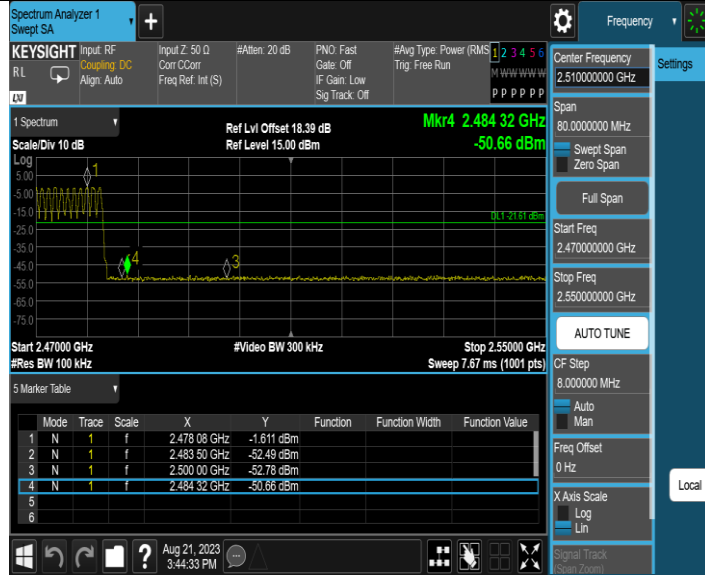 Spectrum Analyzer 1
Swept SA
Frequency
KEYSIGHT
RL
LXI
Input: RF
Coupling: DC
Align: Auto
Input Z: 50 Ω
Corr CCorr
Freq Ref: Int (S)
#Atten: 20 dB
PNO: Fast
Gate: Off
IF Gain: Low
Sig Track: Off
#Avg Type: Power (RMS
Trig: Free Run
1 2 3 4 5 6
M W W W W W
P P P P P P
1 Spectrum
Scale/Div 10 dB
Ref Lvl Offset 18.39 dB
Ref Level 15.00 dBm
Mkr4 2.484 32 GHz
-50.66 dBm
Log
5.00
-5.00
-15.0
-25.0
-35.0
-45.0
-55.0
-65.0
-75.0
1
4
3
DL1 -21.61 dBm
Start 2.47000 GHz
#Res BW 100 kHz
#Video BW 300 kHz
Stop 2.55000 GHz
Sweep 7.67 ms (1001 pts)
5 Marker Table
Mode Trace Scale X Y Function Function Width Function Value
1 N 1 f 2.478 08 GHz -1.611 dBm
2 N 1 f 2.483 50 GHz -52.49 dBm
3 N 1 f 2.500 00 GHz -52.78 dBm
4 N 1 f 2.484 32 GHz -50.66 dBm
5
6
Aug 21, 2023
3:44:33 PM
Center Frequency
2.510000000 GHz
Span
80.0000000 MHz
Swept Span
Zero Span
Full Span
Start Freq
2.470000000 GHz
Stop Freq
2.550000000 GHz
AUTO TUNE
CF Step
8.000000 MHz
Auto
Man
Freq Offset
0 Hz
X Axis Scale
Log
Lin
Signal Track
(Span Zoom)
Settings
Local